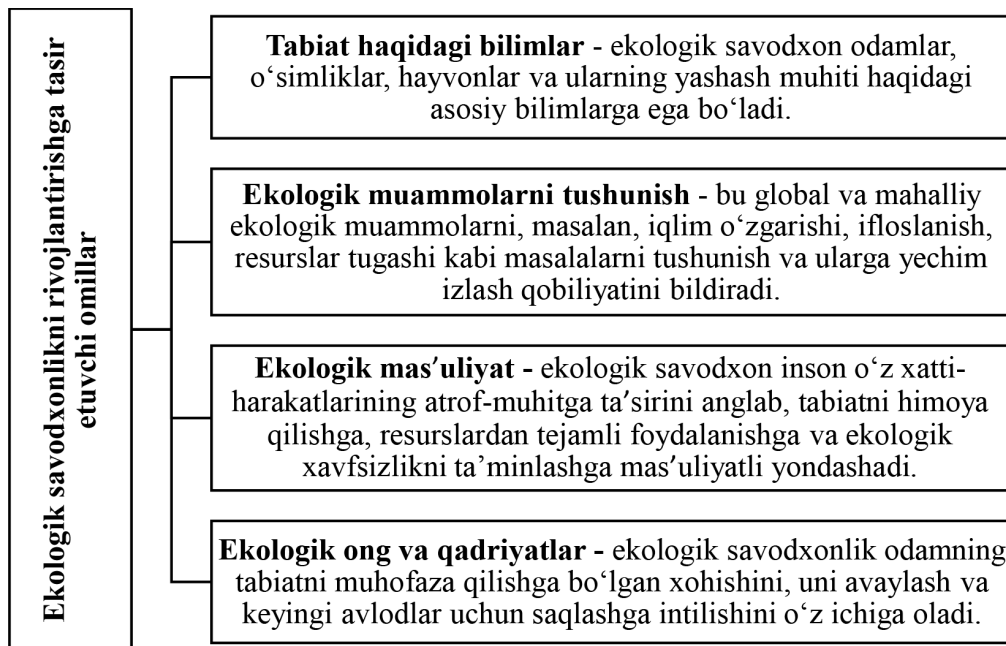 Ekologik savodxonlikni rivojlantirishga tasir
etuvchi omillar
Tabiat haqidagi bilimlar - ekologik savodxon odamlar,
o‘simliklar, hayvonlar va ularning yashash muhiti haqidagi
asosiy bilimlarga ega bo‘ladi.
Ekologik muammolarni tushunish - bu global va mahalliy
ekologik muammolarni, masalan, iqlim o‘zgarishi, ifloslanish,
resurslar tugashi kabi masalalarni tushunish va ularga yechim
izlash qobiliyatini bildiradi.
Ekologik mas'uliyat - ekologik savodxon inson o‘z xatti-
harakatlarining atrof-muhitga ta'sirini anglab, tabiatni himoya
qilishga, resurslardan tejamli foydalanishga va ekologik
xavfsizlikni ta’minlashga mas'uliyatli yondashadi.
Ekologik ong va qadriyatlar - ekologik savodxonlik odamning
tabiatni muhofaza qilishga bo‘lgan xohishini, uni avaylash va
keyingi avlodlar uchun saqlashga intilishini o‘z ichiga oladi.